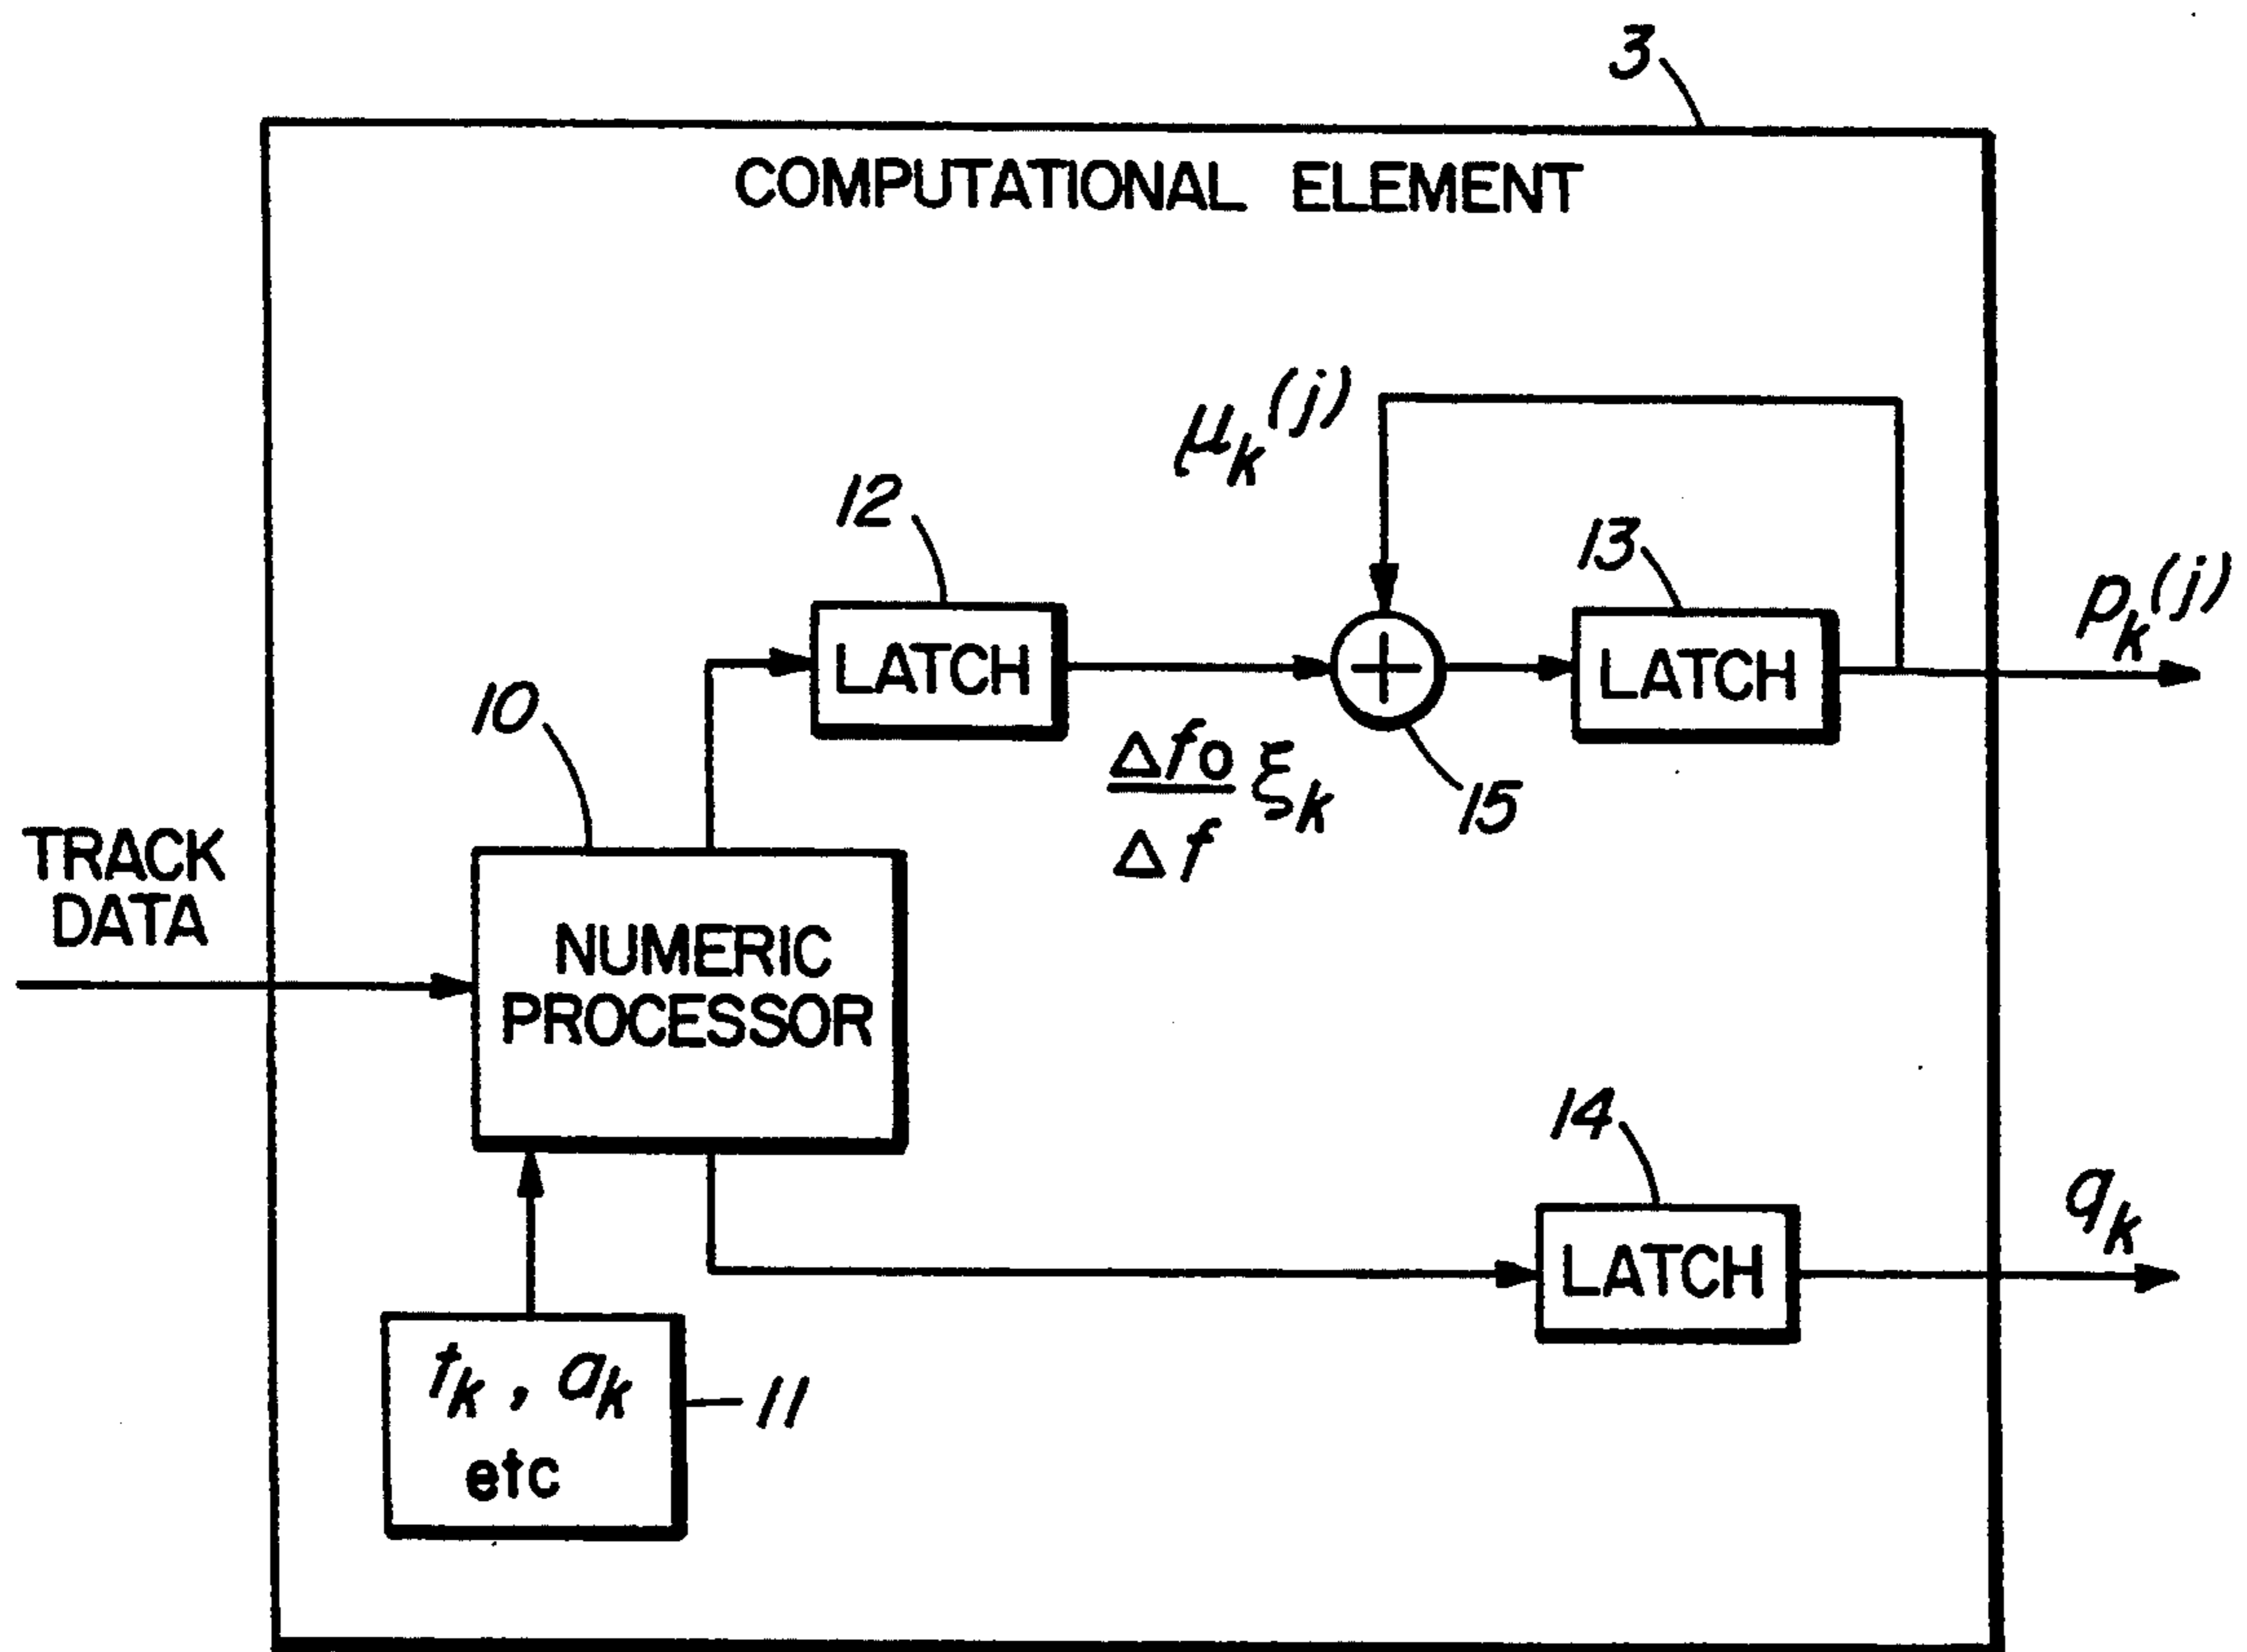 3
COMPUTATIONAL ELEMENT
μk(j)
12
13
LATCH
LATCH
pk(j)
10
Δfo ξk
Δf
15
TRACK
DATA
NUMERIC
PROCESSOR
14
LATCH
qk
tk, ak
etc
11